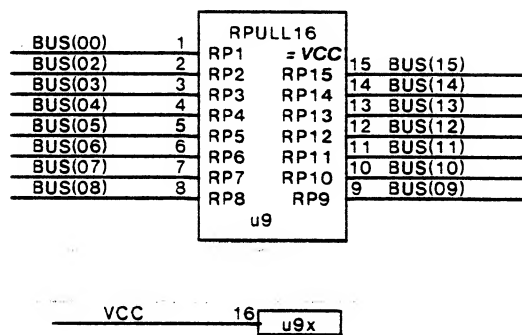 RPULL16
BUS(00) 1 RP1 =VCC
BUS(02) 2 RP2 RP15 15 BUS(15)
BUS(03) 3 RP3 RP14 14 BUS(14)
BUS(04) 4 RP4 RP13 13 BUS(13)
BUS(05) 5 RP5 RP12 12 BUS(12)
BUS(06) 6 RP6 RP11 11 BUS(11)
BUS(07) 7 RP7 RP10 10 BUS(10)
BUS(08) 8 RP8 RP9 9 BUS(09)
u9
VCC 16 u9x